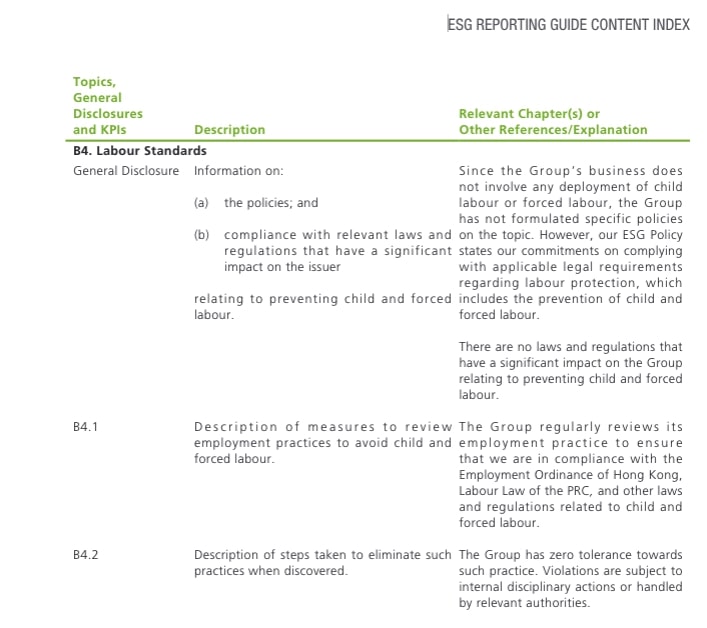 ESG REPORTING GUIDE CONTENT INDEX
Topics,
General
Disclosures
and KPIs
Description
Relevant Chapter(s) or
Other References/Explanation
B4. Labour Standards
General Disclosure
Information on:
(a) the policies; and
(b) compliance with relevant laws and
regulations that have a significant
impact on the issuer
relating to preventing child and forced
labour.
Since the Group's business does
not involve any deployment of child
labour or forced labour, the Group
has not formulated specific policies
on the topic. However, our ESG Policy
states our commitments on complying
with applicable legal requirements
regarding labour protection, which
includes the prevention of child and
forced labour.
There are no laws and regulations that
have a significant impact on the Group
relating to preventing child and forced
labour.
B4.1
Description of measures to review
employment practices to avoid child and
forced labour.
The Group regularly reviews its
employment practice to ensure
that we are in compliance with the
Employment Ordinance of Hong Kong,
Labour Law of the PRC, and other laws
and regulations related to child and
forced labour.
B4.2
Description of steps taken to eliminate such
practices when discovered.
The Group has zero tolerance towards
such practice. Violations are subject to
internal disciplinary actions or handled
by relevant authorities.